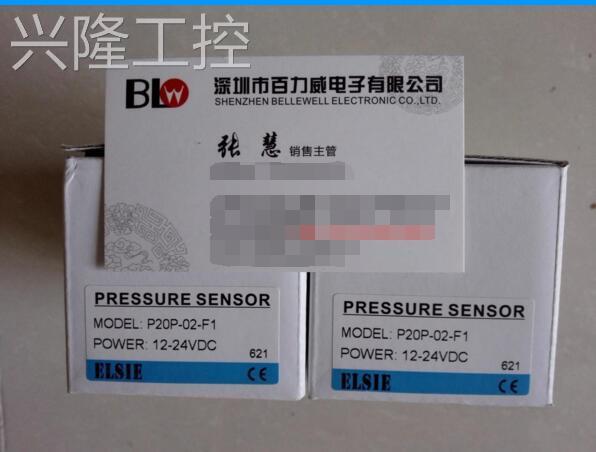 兴隆工控
BLW
深圳市百力威电子有限公司
SHENZHEN BELLEWELL ELECTRONIC CO.,LTD.
张 慧 销售主管
PRESSURE SENSOR
MODEL: P20P-02-F1
POWER: 12-24VDC
621
ELSIE CE
PRESSURE SENSOR
MODEL: P20P-02-F1
POWER: 12-24VDC
621
ELSIE CE